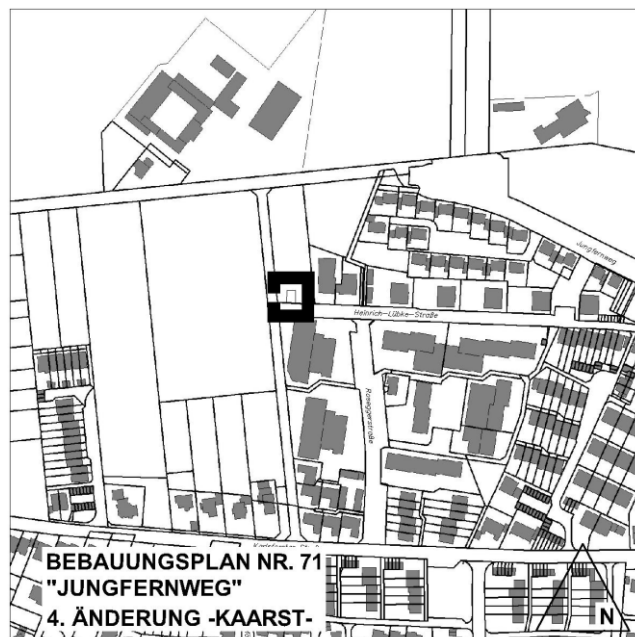 Jungfernweg
Heinrich-Lübke-Straße
Roseggerstraße
BEBAUUNGSPLAN NR. 71
"JUNGFERNWEG"
4. ÄNDERUNG -KAARST-
N